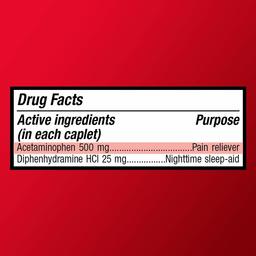 Drug Facts
Active ingredients Purpose
(in each caplet)
Acetaminophen 500 mg..................................Pain reliever
Diphenhydramine HCl 25 mg................Nighttime sleep-aid